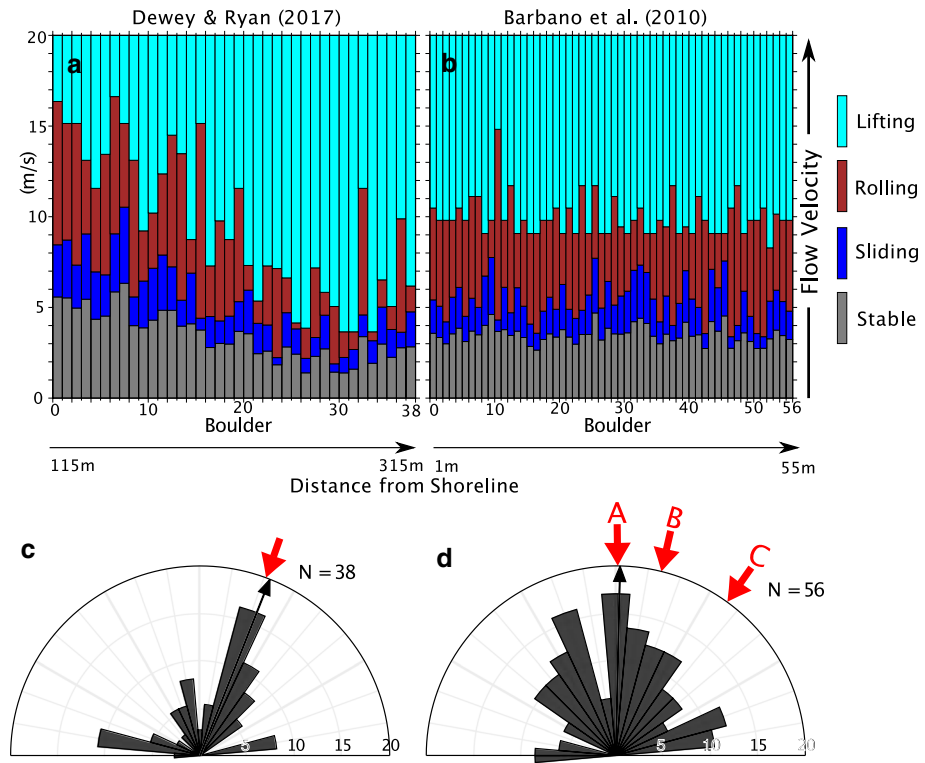 Dewey & Ryan (2017)
Barbano et al. (2010)
a
b
20
15
10
5
0
(m/s)
0 10 20 30 38
Boulder
0 10 20 30 40 50 56
Boulder
Flow Velocity
Lifting
Rolling
Sliding
Stable
115m 315m
1m 55m
Distance from Shoreline
c
N = 38
5 10 15 20
d
A
B
C
N = 56
5 10 15 20